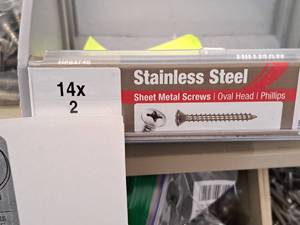 Stainless Steel
14x
2
Sheet Metal Screws | Oval Head | Phillips